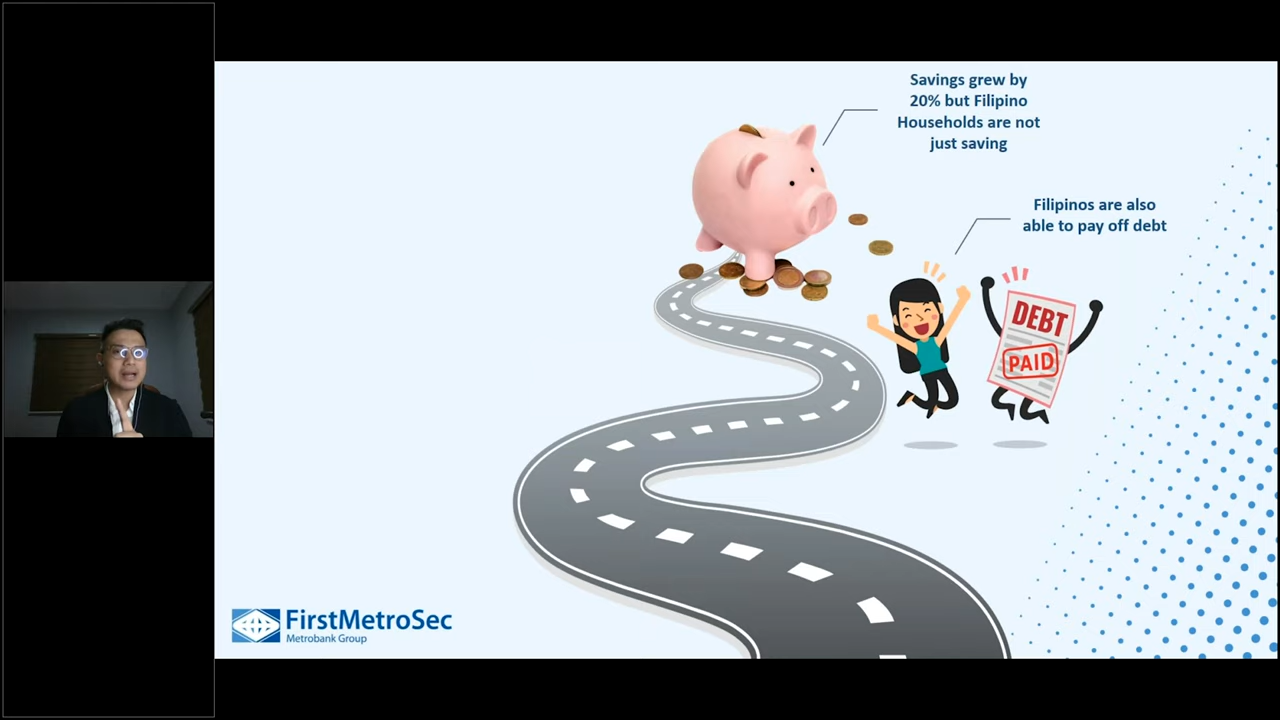 Savings grew by
20% but Filipino
Households are not
just saving
Filipinos are also
able to pay off debt
DEBT
PAID
FirstMetroSec
Metrobank Group